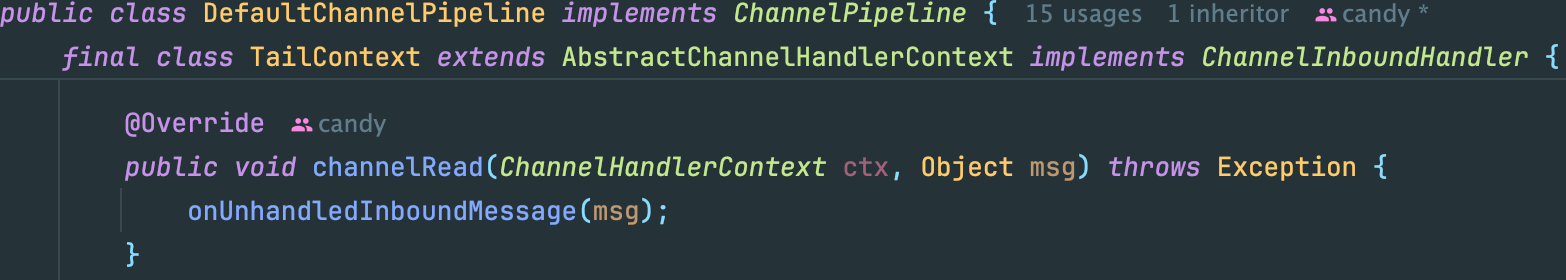 public class DefaultChannelPipeline implements ChannelPipeline { 15 usages 1 inheritor candy *
final class TailContext extends AbstractChannelHandlerContext implements ChannelInboundHandler {
@Override candy
public void channelRead(ChannelHandlerContext ctx, Object msg) throws Exception {
onUnhandledInboundMessage(msg);
}